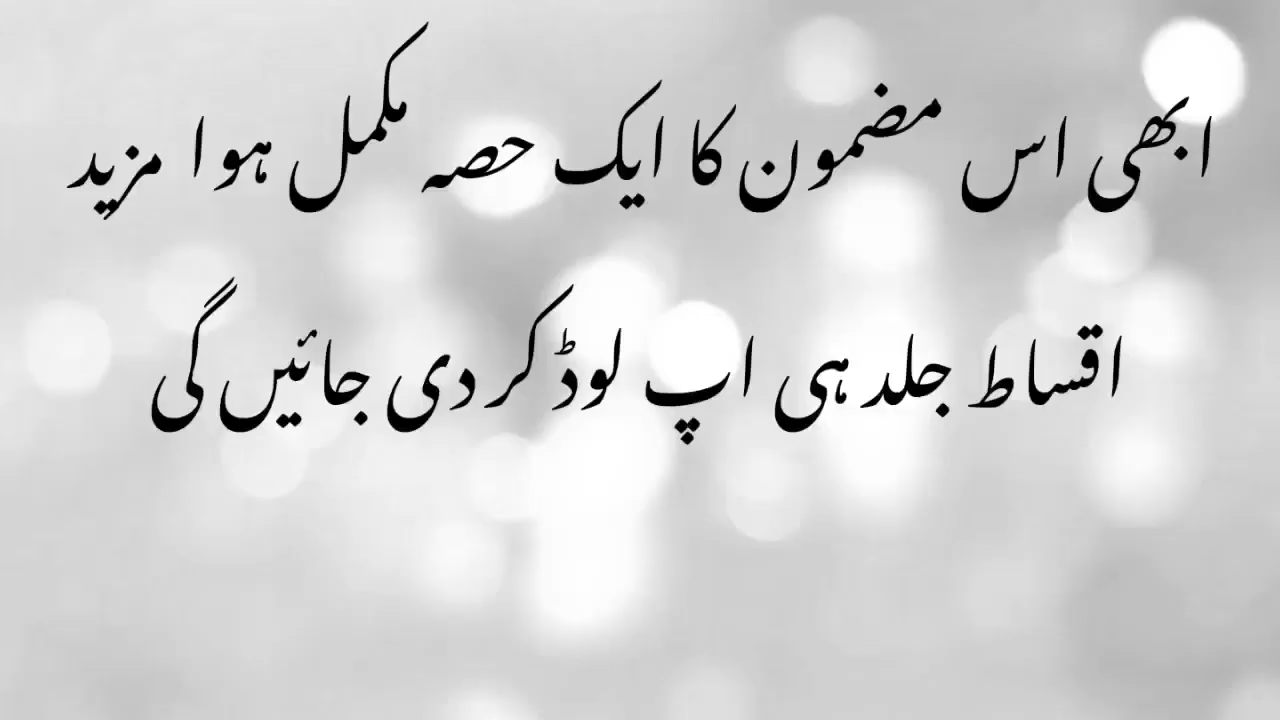 ابھی اس مضمون کا ایک حصہ مکمل ہوا مزید
اقساط جلد ہی اپ لوڈ کر دی جائیں گی